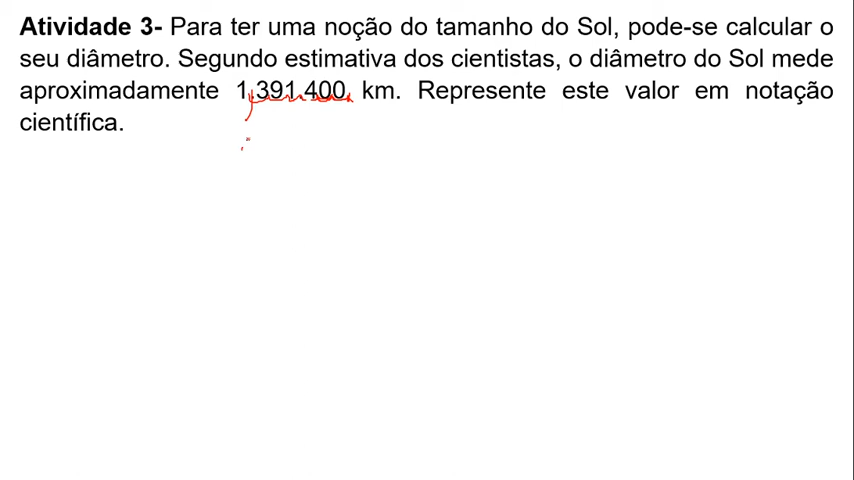 Atividade 3- Para ter uma noção do tamanho do Sol, pode-se calcular o
seu diâmetro. Segundo estimativa dos cientistas, o diâmetro do Sol mede
aproximadamente 1.391.400 km. Represente este valor em notação
científica.